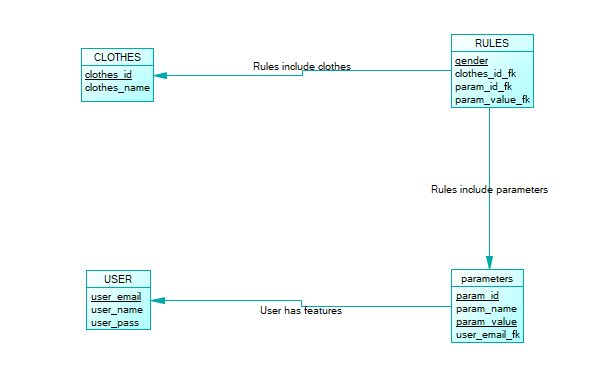 CLOTHES
clothes_id
clothes_name
Rules include clothes
RULES
gender
clothes_id_fk
param_id_fk
param_value_fk
Rules include parameters
USER
user_email
user_name
user_pass
User has features
parameters
param_id
param_name
param_value
user_email_fk